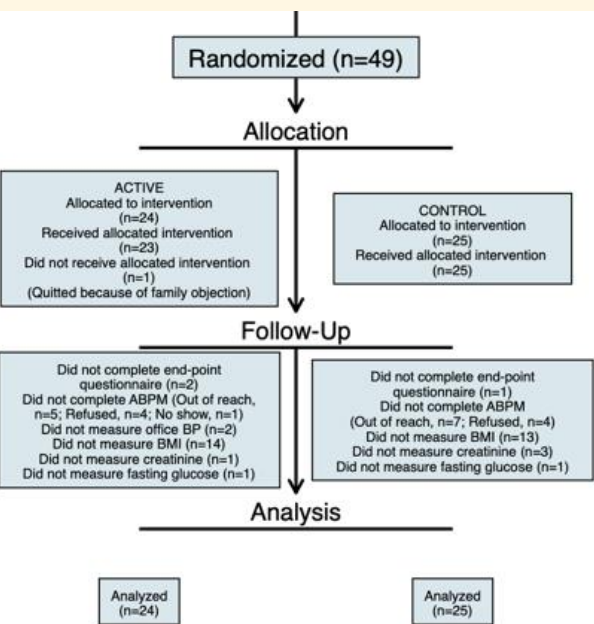 Randomized (n=49)
Allocation
ACTIVE
Allocated to intervention
(n=24)
Received allocated intervention
(n=23)
Did not receive allocated intervention
(n=1)
(Quitted because of family objection)
CONTROL
Allocated to intervention
(n=25)
Received allocated intervention
(n=25)
Follow-Up
Did not complete end-point
questionnaire (n=2)
Did not complete ABPM (Out of reach,
n=5; Refused, n=4; No show, n=1)
Did not measure office BP (n=2)
Did not measure BMI (n=14)
Did not measure creatinine (n=1)
Did not measure fasting glucose (n=1)
Did not complete end-point
questionnaire (n=1)
Did not complete ABPM
(Out of reach, n=7; Refused, n=4)
Did not measure BMI (n=13)
Did not measure creatinine (n=3)
Did not measure fasting glucose (n=1)
Analysis
Analyzed
(n=24)
Analyzed
(n=25)